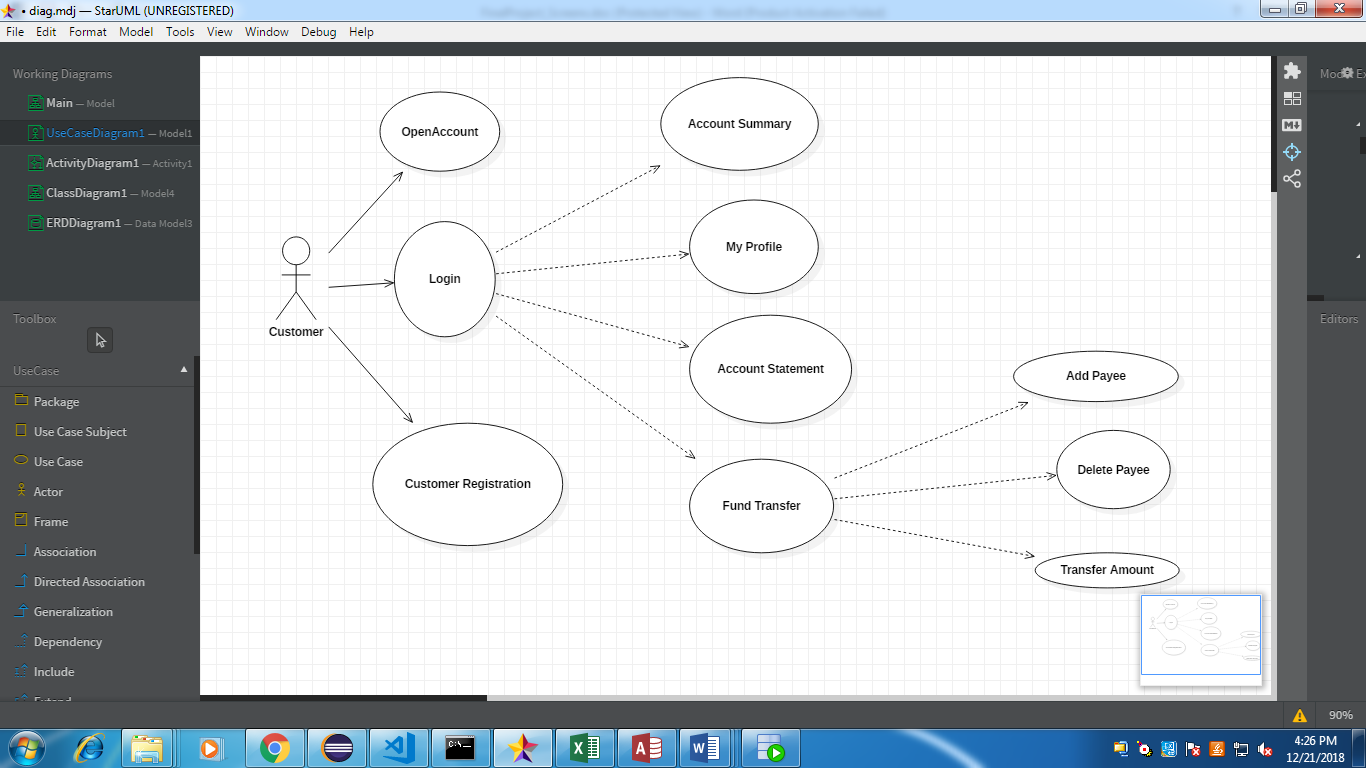 • diag.mdj — StarUML (UNREGISTERED)
File Edit Format Model Tools View Window Debug Help
Working Diagrams
Main — Model
UseCaseDiagram1 — Model1
ActivityDiagram1 — Activity1
ClassDiagram1 — Model4
ERDDiagram1 — Data Model3
Toolbox
UseCase
Package
Use Case Subject
Use Case
Actor
Frame
Association
Directed Association
Generalization
Dependency
Include
Extend
OpenAccount
Login
Customer
Customer Registration
Account Summary
My Profile
Account Statement
Fund Transfer
Add Payee
Delete Payee
Transfer Amount
M
Editors
90%
4:26 PM
12/21/2018